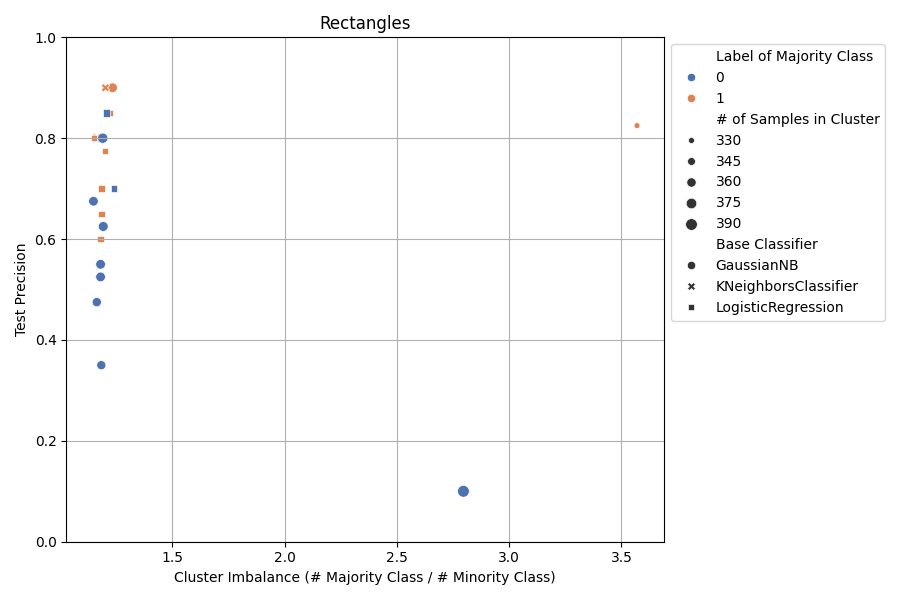 Rectangles
1.0
0.8
0.6
0.4
0.2
0.0
Test Precision
1.5
2.0
2.5
3.0
3.5
Cluster Imbalance (# Majority Class / # Minority Class)
Label of Majority Class
0
1
# of Samples in Cluster
330
345
360
375
390
Base Classifier
GaussianNB
KNeighborsClassifier
LogisticRegression